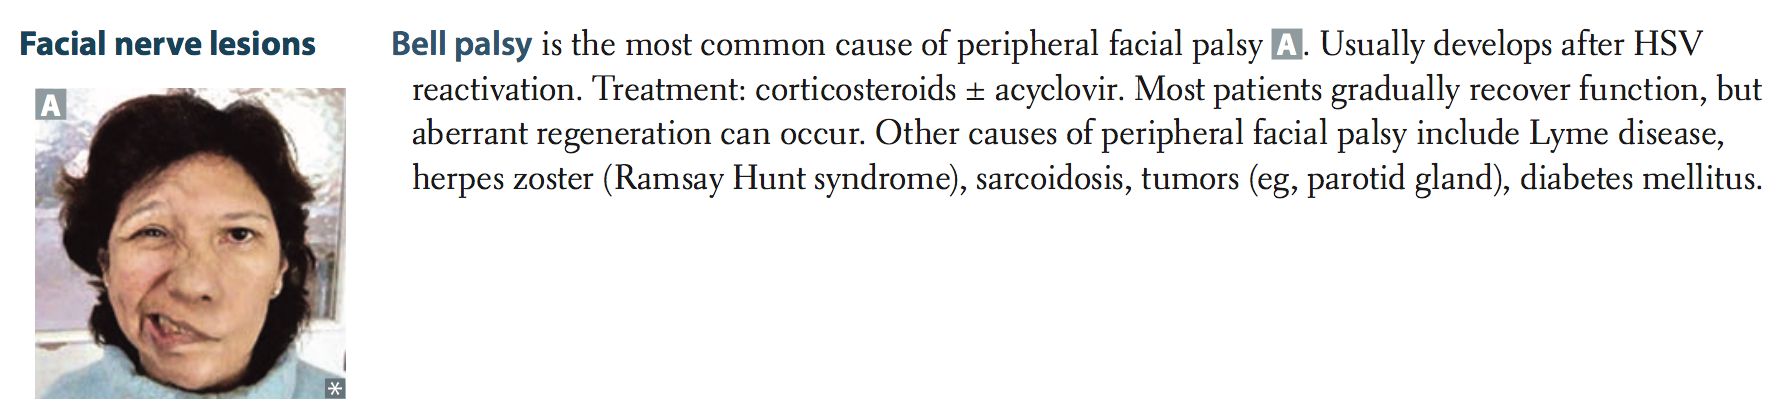 Facial nerve lesions
A
Bell palsy is the most common cause of peripheral facial palsy A. Usually develops after HSV
reactivation. Treatment: corticosteroids ± acyclovir. Most patients gradually recover function, but
aberrant regeneration can occur. Other causes of peripheral facial palsy include Lyme disease,
herpes zoster (Ramsay Hunt syndrome), sarcoidosis, tumors (eg, parotid gland), diabetes mellitus.
*